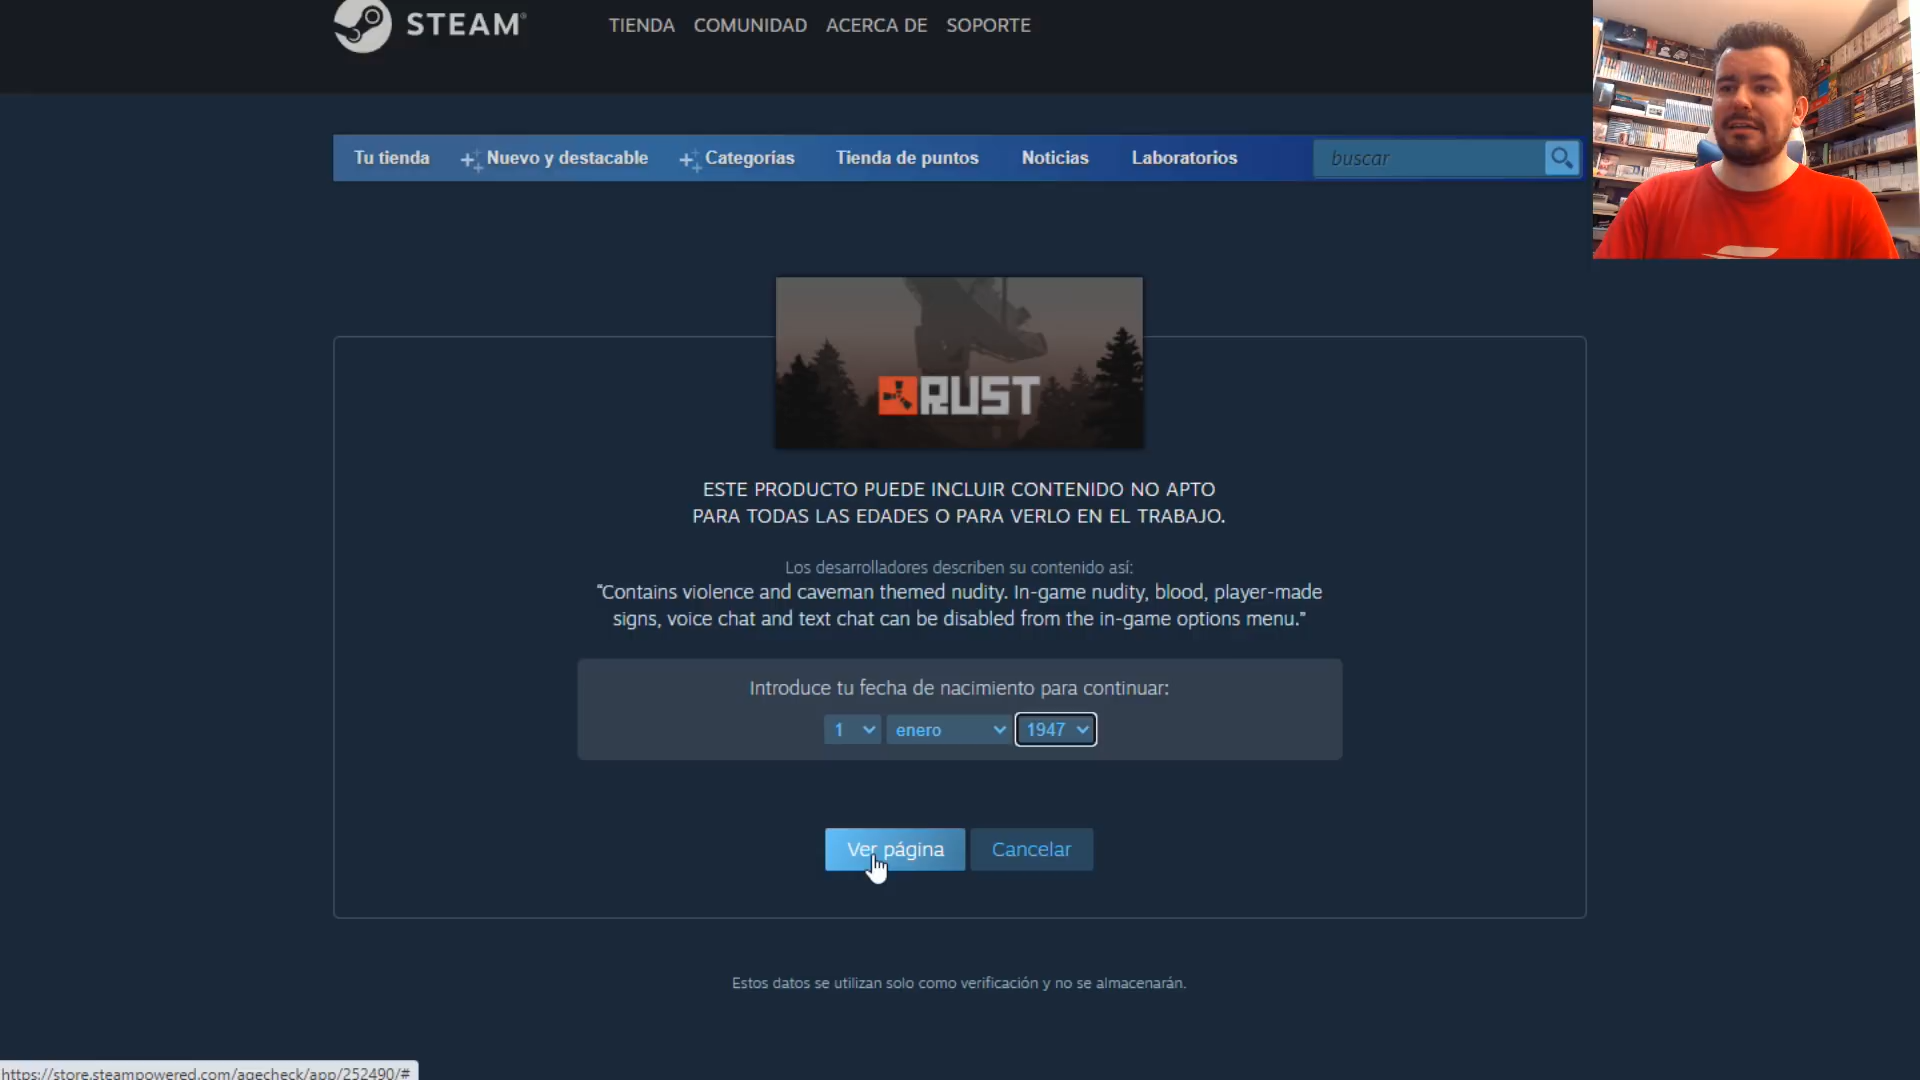 STEAM®
TIENDA COMUNIDAD ACERCA DE SOPORTE
Tu tienda Nuevo y destacable Categorías Tienda de puntos Noticias Laboratorios buscar
RUST
ESTE PRODUCTO PUEDE INCLUIR CONTENIDO NO APTO
PARA TODAS LAS EDADES O PARA VERLO EN EL TRABAJO.
Los desarrolladores describen su contenido así:
“Contains violence and caveman themed nudity. In-game nudity, blood, player-made
signs, voice chat and text chat can be disabled from the in-game options menu.”
Introduce tu fecha de nacimiento para continuar:
1 enero 1947
Ver página Cancelar
Estos datos se utilizan solo como verificación y no se almacenarán.
https://store.steampowered.com/agecheck/app/252490/#